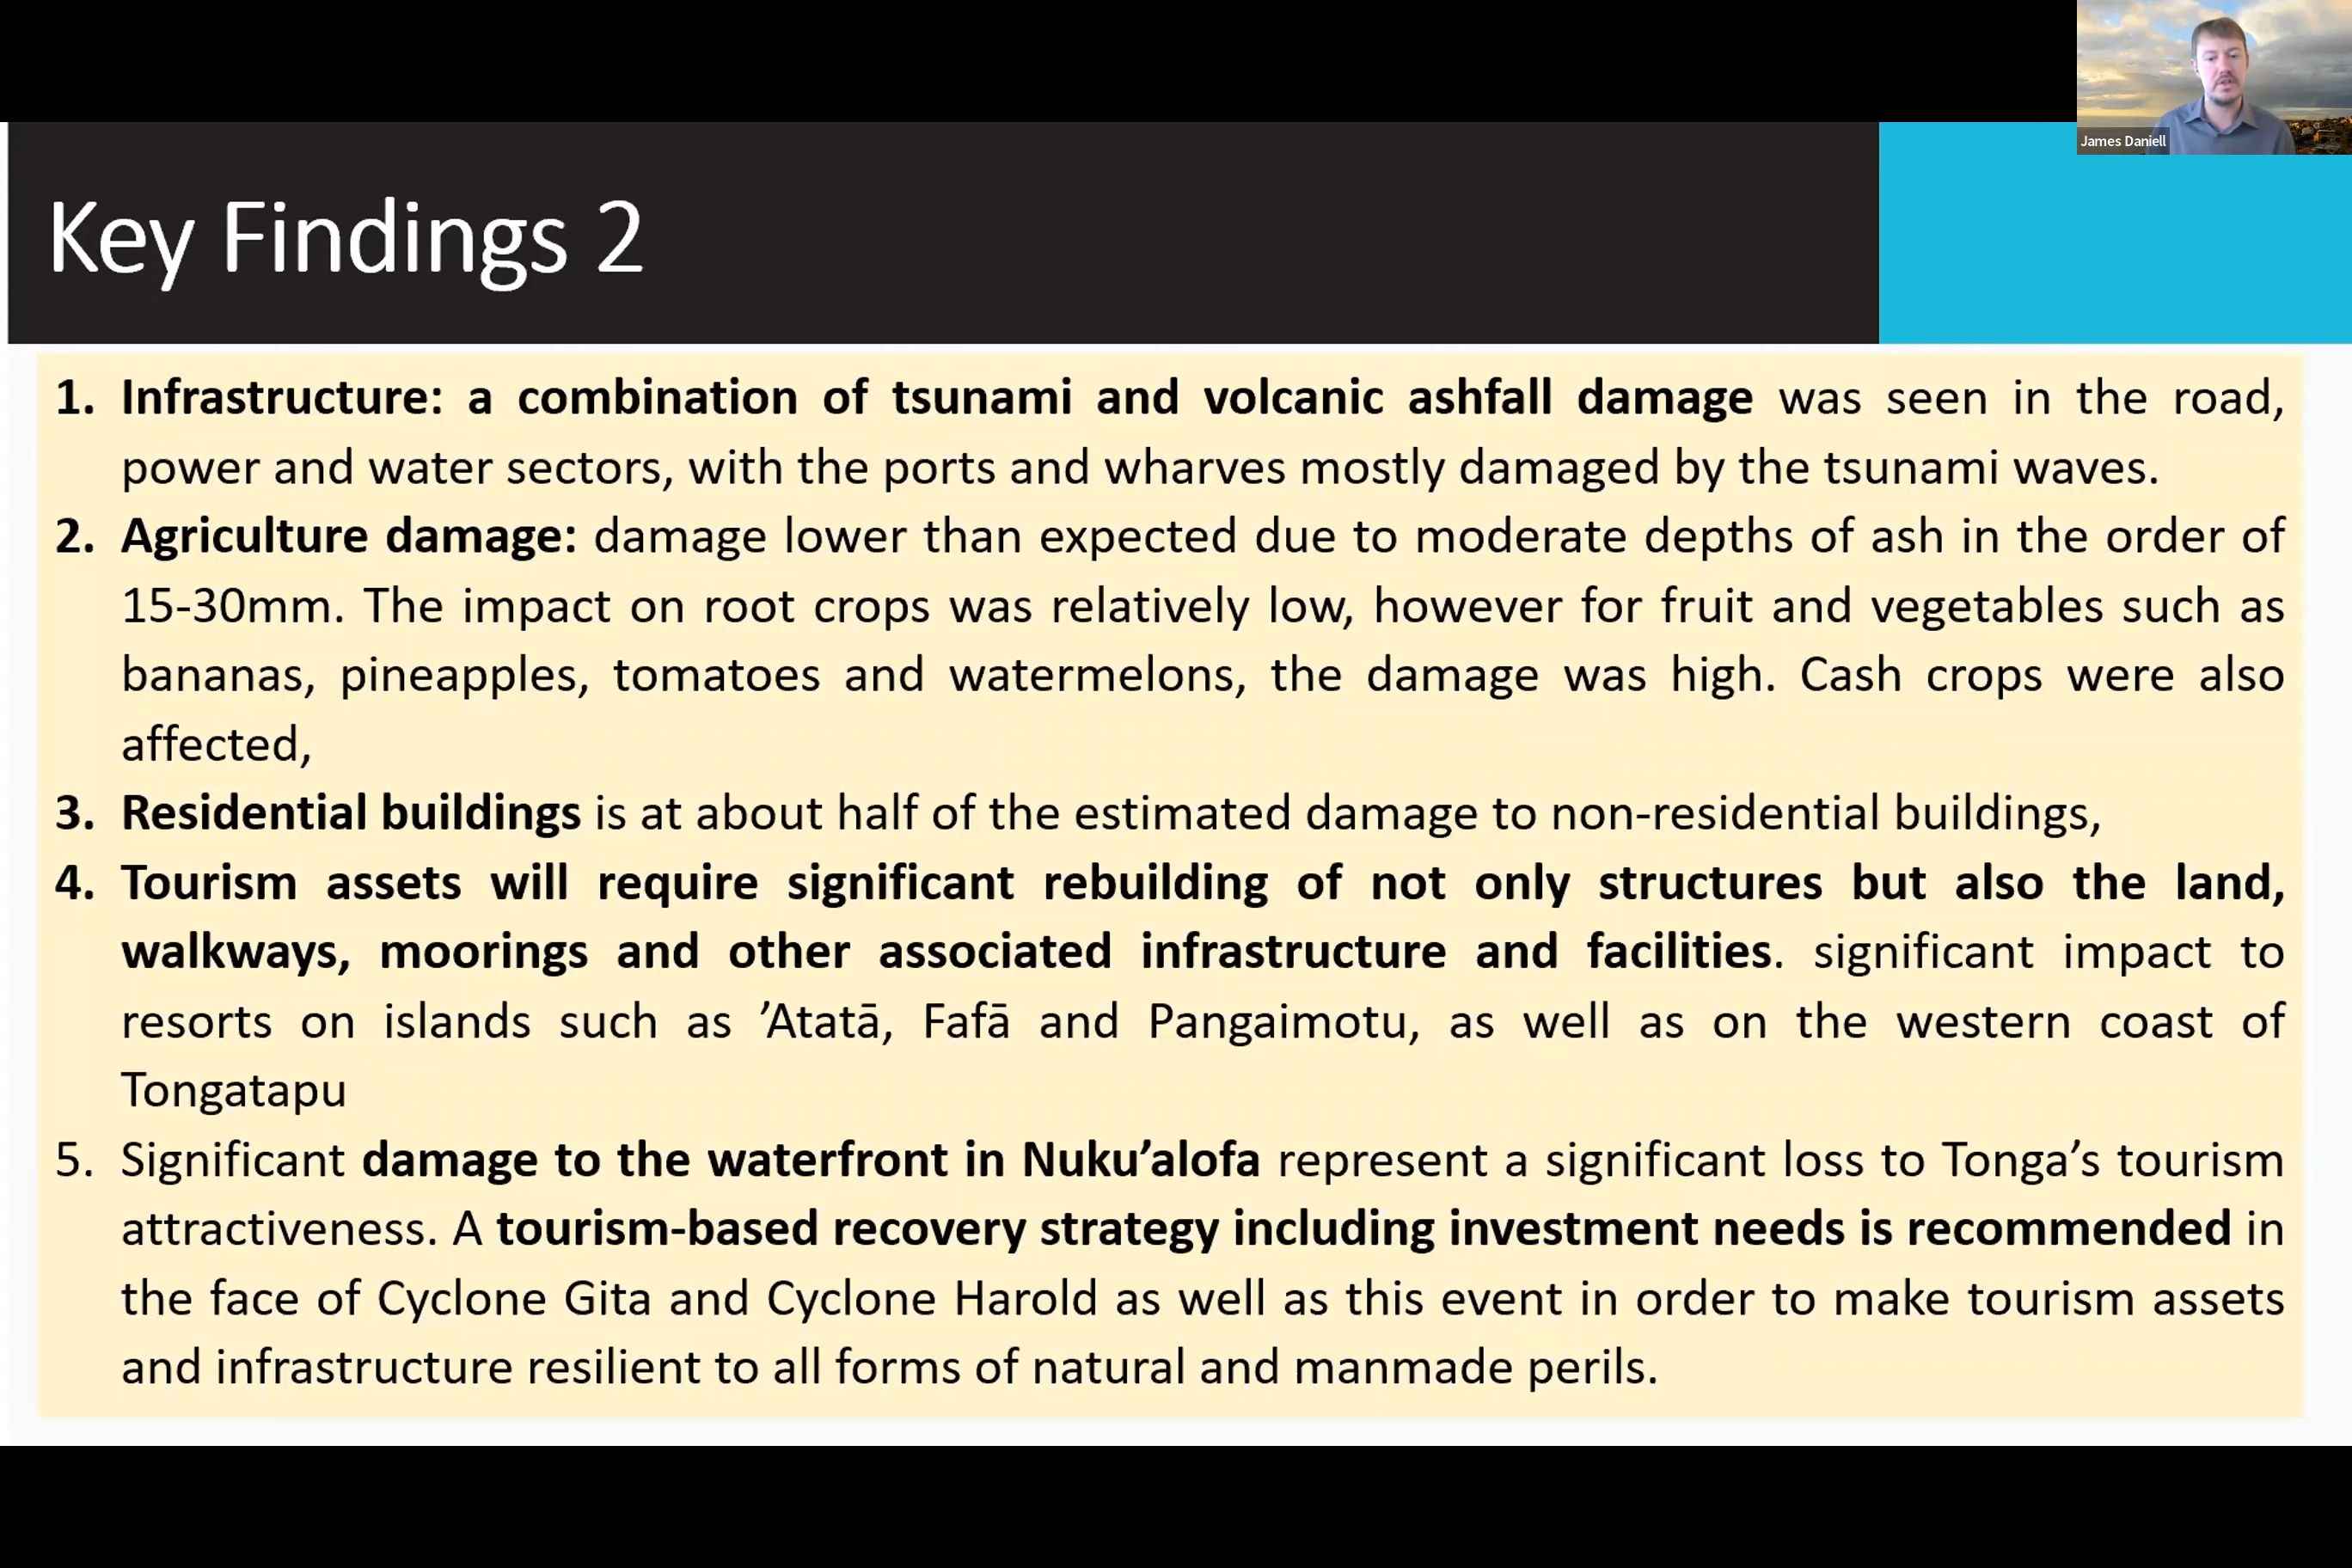 James Daniell
Key Findings 2
1. Infrastructure: a combination of tsunami and volcanic ashfall damage was seen in the road,
power and water sectors, with the ports and wharves mostly damaged by the tsunami waves.
2. Agriculture damage: damage lower than expected due to moderate depths of ash in the order of
15-30mm. The impact on root crops was relatively low, however for fruit and vegetables such as
bananas, pineapples, tomatoes and watermelons, the damage was high. Cash crops were also
affected,
3. Residential buildings is at about half of the estimated damage to non-residential buildings,
4. Tourism assets will require significant rebuilding of not only structures but also the land,
walkways, moorings and other associated infrastructure and facilities. significant impact to
resorts on islands such as ’Atatā, Fafā and Pangaimotu, as well as on the western coast of
Tongatapu
5. Significant damage to the waterfront in Nuku’alofa represent a significant loss to Tonga’s tourism
attractiveness. A tourism-based recovery strategy including investment needs is recommended in
the face of Cyclone Gita and Cyclone Harold as well as this event in order to make tourism assets
and infrastructure resilient to all forms of natural and manmade perils.